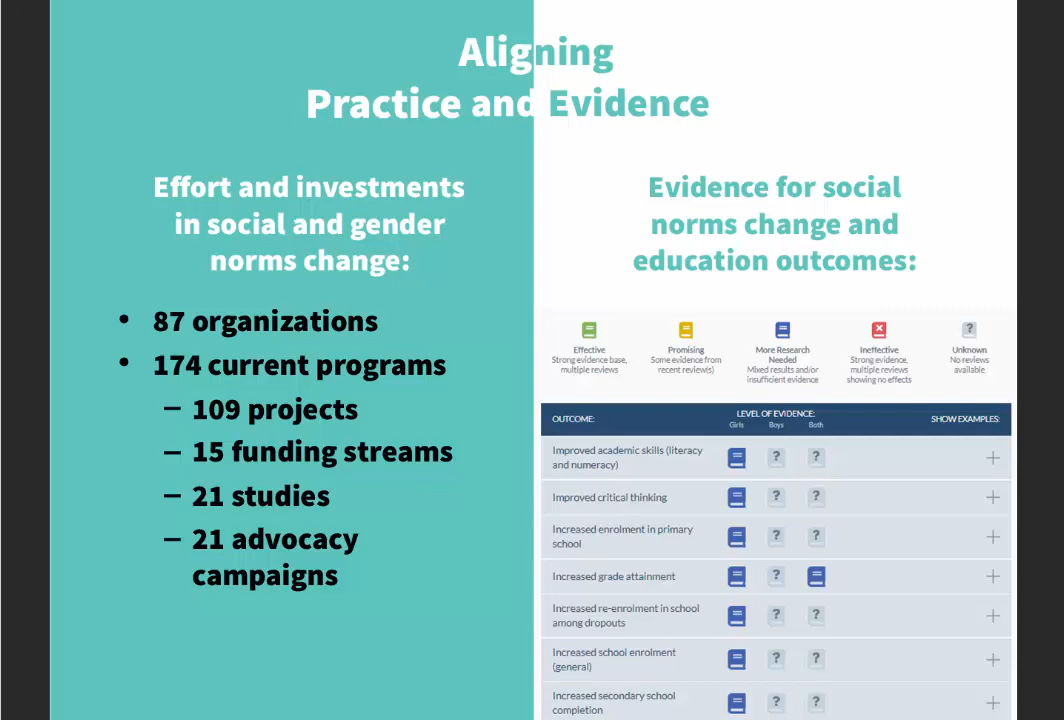 Aligning
Practice and Evidence
Effort and investments
in social and gender
norms change:
• 87 organizations
• 174 current programs
– 109 projects
– 15 funding streams
– 21 studies
– 21 advocacy
campaigns
Evidence for social
norms change and
education outcomes:
Effective
Strong evidence base,
multiple reviews
Promising
Some evidence from
recent review(s)
More Research
Needed
Mixed results and/or
insufficient evidence
Ineffective
Strong evidence,
multiple reviews
showing no effects
?
Unknown
No reviews
available
OUTCOME: LEVEL OF EVIDENCE: SHOW EXAMPLES:
Girls Boys Both
Improved academic skills (literacy
and numeracy) ? ? +
Improved critical thinking ? ? +
Increased enrolment in primary
school ? ? +
Increased grade attainment ? +
Increased re-enrolment in school
among dropouts ? ? +
Increased school enrolment
(general) ? ? +
Increased secondary school
completion ? ? +